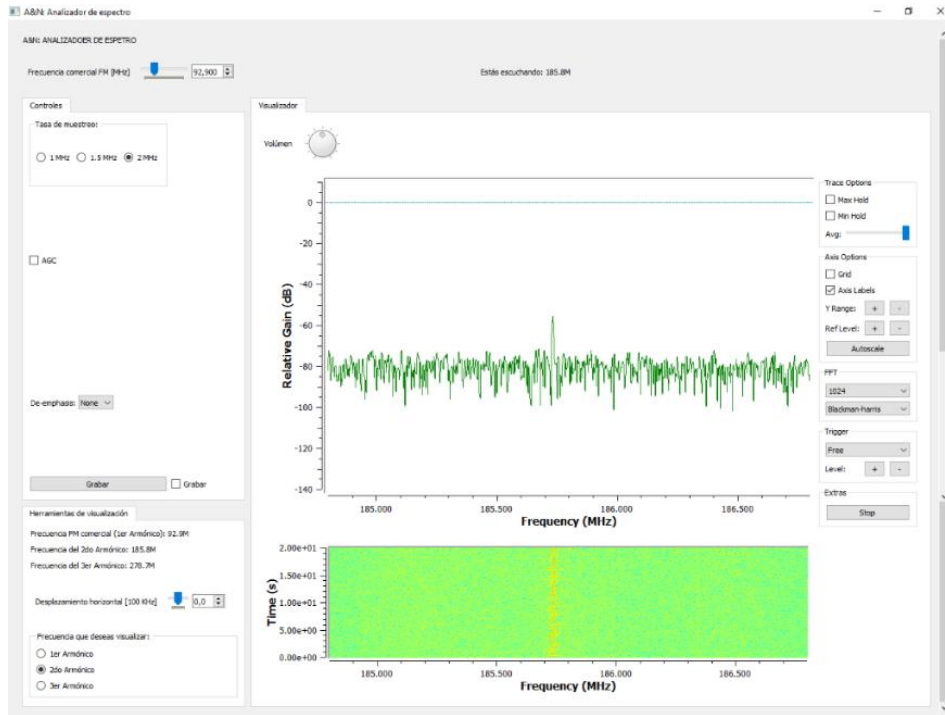 A&N: Analizador de espectro
A&N: ANALIZADOER DE ESPETRO
Frecuencia comercial FM [MHz] 92,900
Estás escuchando: 185.8M
Controles
Tasa de muestreo:
1 MHz 1.5 MHz 2 MHz
AGC
De-emphasis: None
Grabar Grabar
Herramientas de visualización
Frecuencia FM comercial (1er Armónico): 92.9M
Frecuencia del 2do Armónico: 185.8M
Frecuencia del 3er Armónico: 278.7M
Desplazamiento horizontal [100 KHz] 0,0
Frecuencia que deseas visualizar:
1er Armónico
2do Armónico
3er Armónico
Visualizador
Volúmen
Relative Gain (dB)
0
-20
-40
-60
-80
-100
-120
-140
185.000 185.500 186.000 186.500
Frequency (MHz)
Time (s)
2.00e+01
1.50e+01
1.00e+01
5.00e+00
0.00e+00
185.000 185.500 186.000 186.500
Frequency (MHz)
Trace Options
Max Hold
Min Hold
Avg:
Axis Options
Grid
Axis Labels
Y Range: + -
Ref Level: + -
Autoscale
FFT
1024
Blackman-harris
Trigger
Free
Level: + -
Extras
Stop